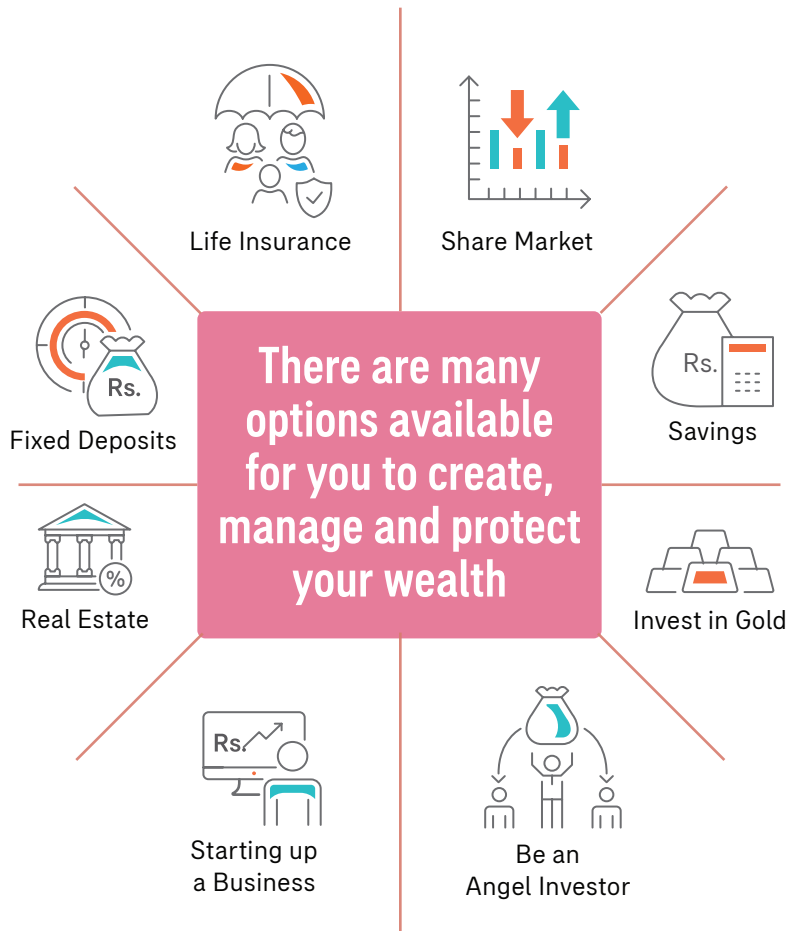 Life Insurance
Share Market
Rs.
Fixed Deposits
Rs.
Savings
There are many
options available
for you to create,
manage and protect
your wealth
%
Real Estate
Invest in Gold
Rs.
Starting up
a Business
Be an
Angel Investor